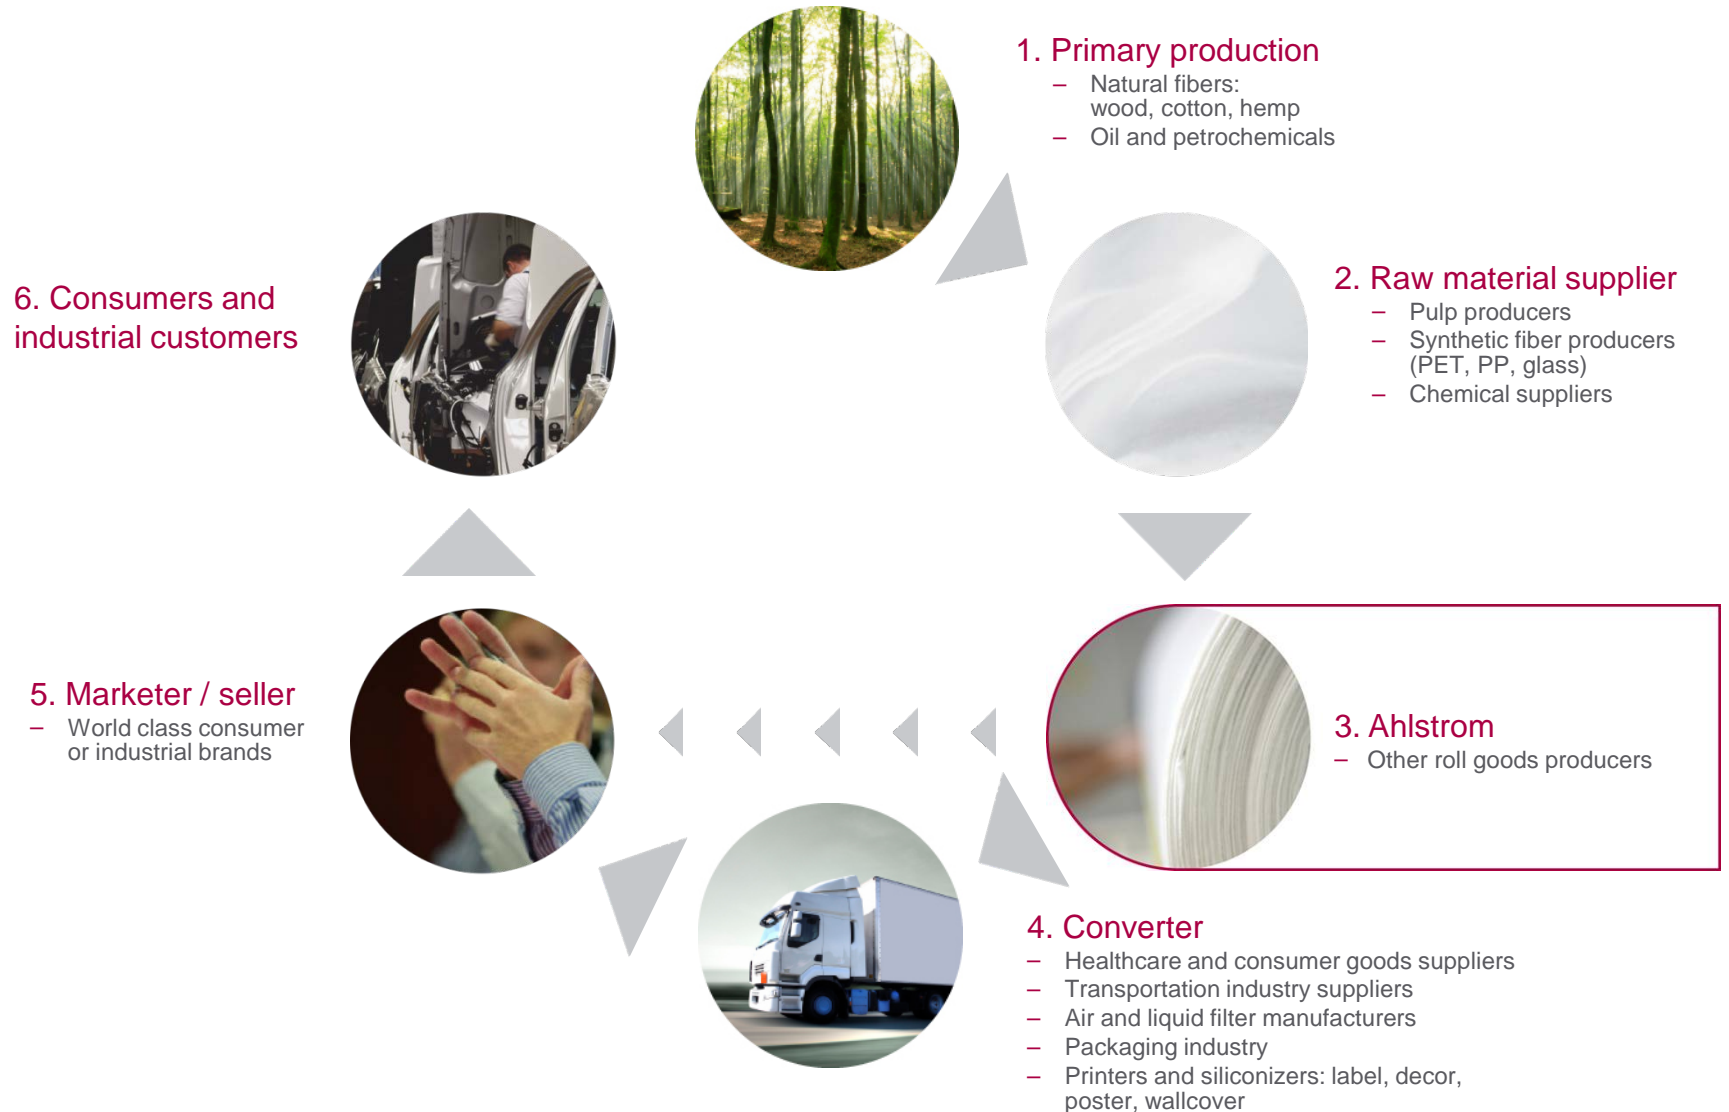 1. Primary production
– Natural fibers:
wood, cotton, hemp
– Oil and petrochemicals
2. Raw material supplier
– Pulp producers
– Synthetic fiber producers
(PET, PP, glass)
– Chemical suppliers
3. Ahlstrom
– Other roll goods producers
4. Converter
– Healthcare and consumer goods suppliers
– Transportation industry suppliers
– Air and liquid filter manufacturers
– Packaging industry
– Printers and siliconizers: label, decor,
poster, wallcover
5. Marketer / seller
– World class consumer
or industrial brands
6. Consumers and
industrial customers